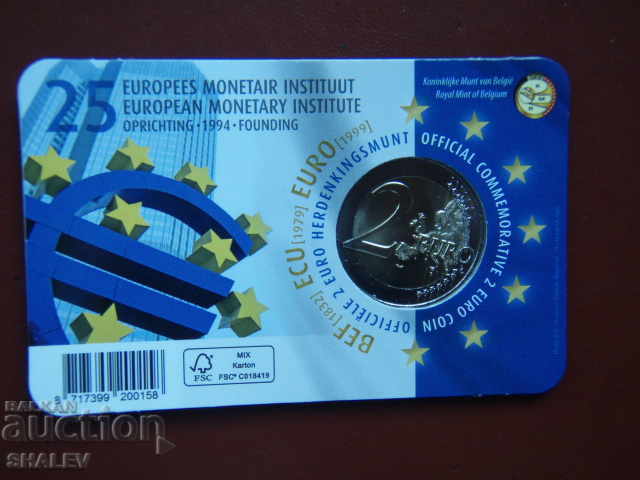 25
EUROPEES MONETAIR INSTITUUT
EUROPEAN MONETARY INSTITUTE
OPRICHTING · 1994 · FOUNDING
Koninklijke Munt van België
Royal Mint of Belgium
BEF [1832] ECU [1979] EURO [1999]
OFFICIËLE 2 EURO HERDENKINGSMUNT
OFFICIAL COMMEMORATIVE 2 EURO COIN
2 EURO
FSC
MIX
Karton
FSC® C018419
8 717399 200158
BALKAN
auction
SHALEV